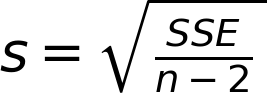 s = √(SSE / (n − 2))